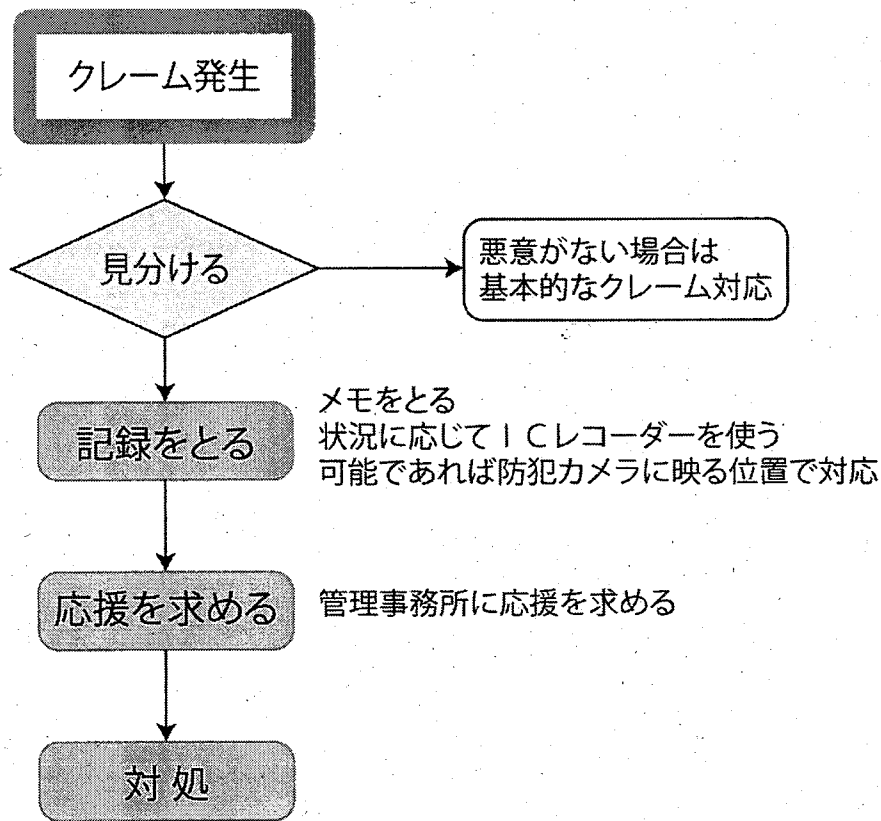 クレーム発生
見分ける
悪意がない場合は
基本的なクレーム対応
記録をとる
メモをとる
状況に応じてＩＣレコーダーを使う
可能であれば防犯カメラに映る位置で対応
応援を求める
管理事務所に応援を求める
対 処